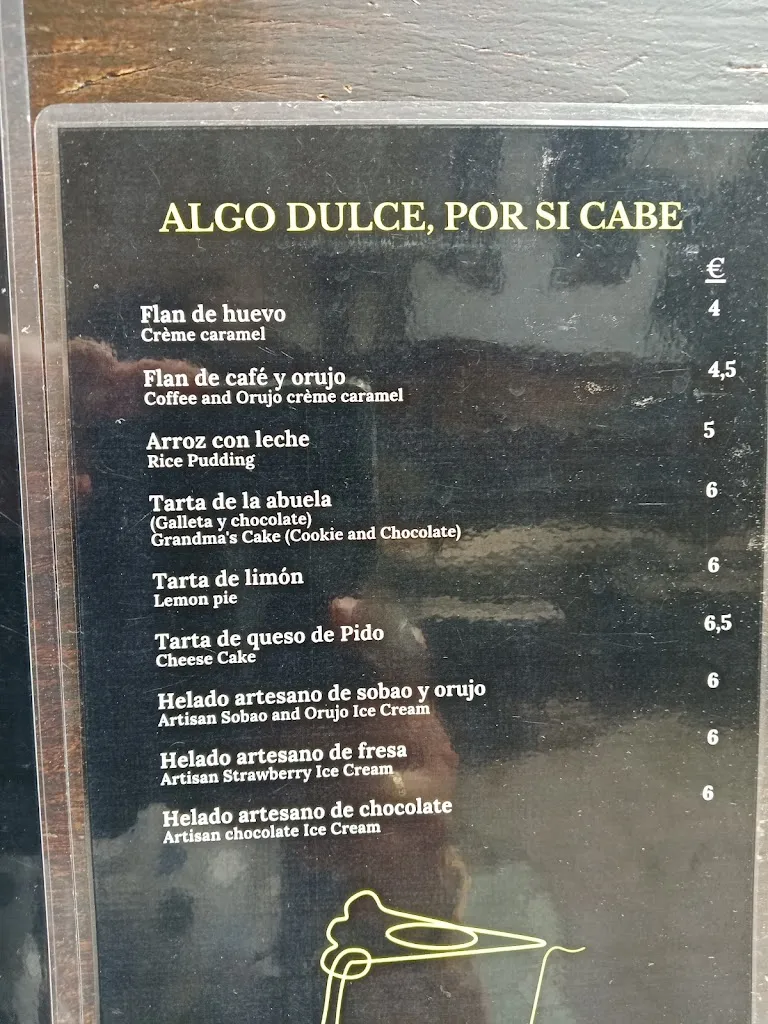 ALGO DULCE, POR SI CABE
€
Flan de huevo 4
Crème caramel
Flan de café y orujo 4,5
Coffee and Orujo crème caramel
Arroz con leche 5
Rice Pudding
Tarta de la abuela 6
(Galleta y chocolate)
Grandma's Cake (Cookie and Chocolate)
Tarta de limón 6
Lemon pie
Tarta de queso de Pido 6,5
Cheese Cake
Helado artesano de sobao y orujo 6
Artisan Sobao and Orujo Ice Cream
Helado artesano de fresa 6
Artisan Strawberry Ice Cream
Helado artesano de chocolate 6
Artisan chocolate Ice Cream